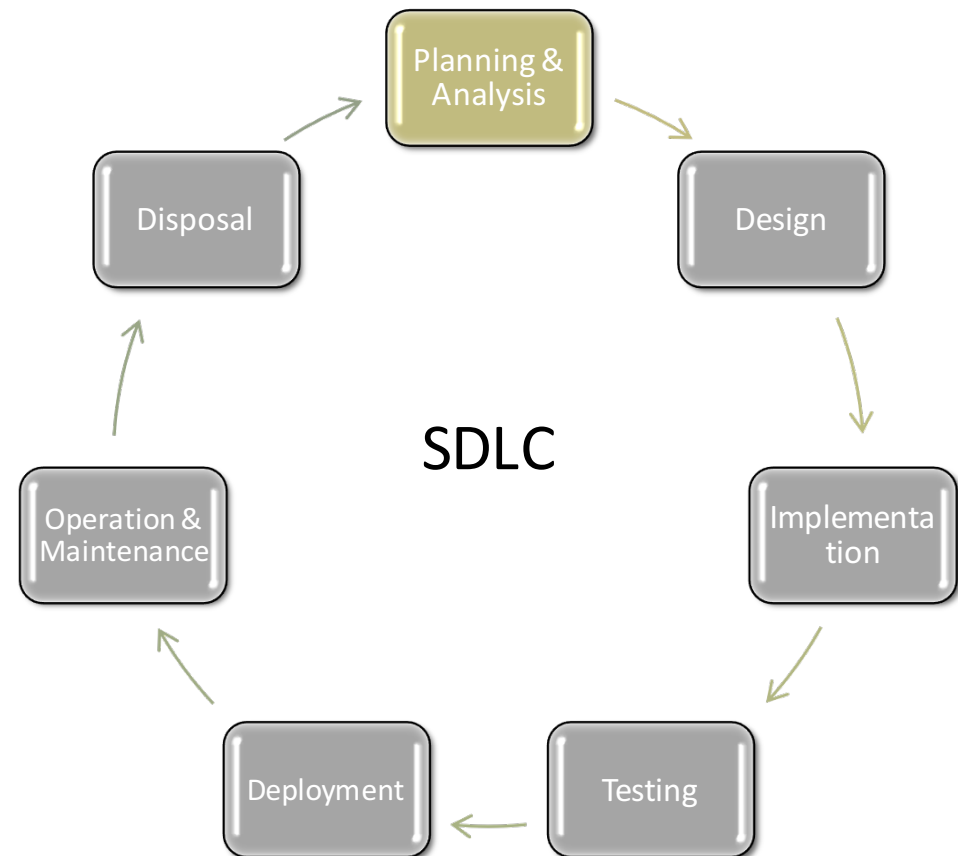 Planning &
Analysis
Design
Implementa
tion
Testing
Deployment
Operation &
Maintenance
Disposal
SDLC